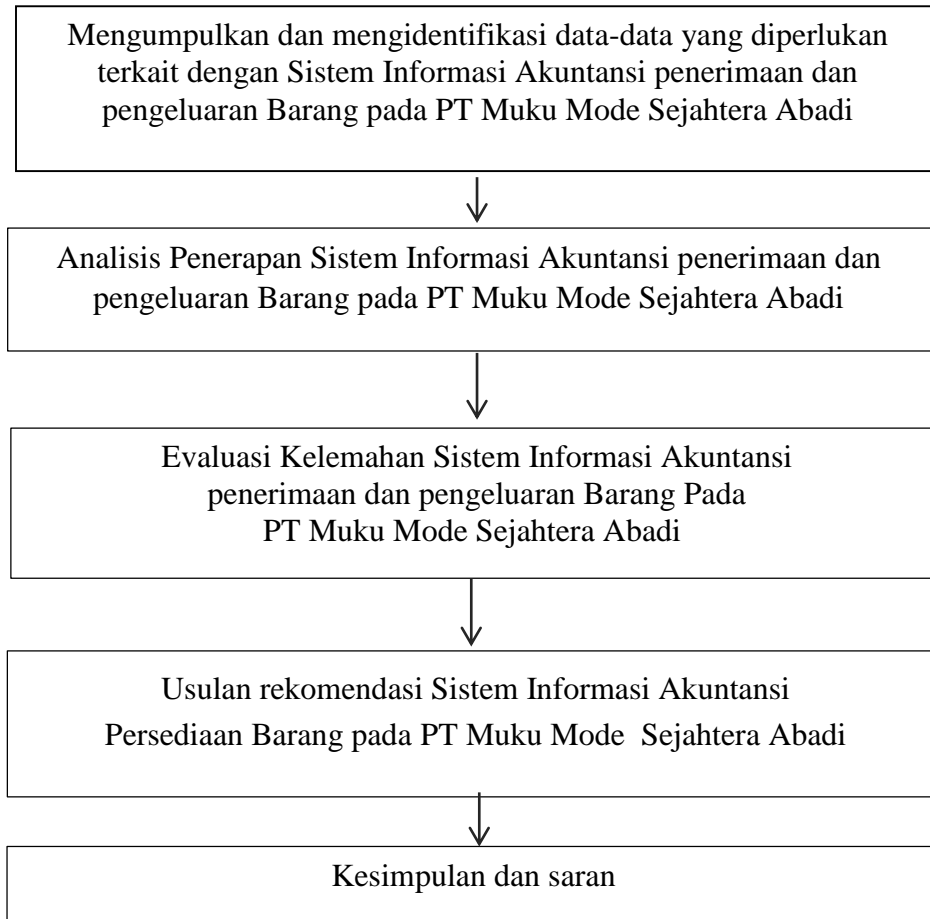 Mengumpulkan dan mengidentifikasi data-data yang diperlukan
terkait dengan Sistem Informasi Akuntansi penerimaan dan
pengeluaran Barang pada PT Muku Mode Sejahtera Abadi
Analisis Penerapan Sistem Informasi Akuntansi penerimaan dan
pengeluaran Barang pada PT Muku Mode Sejahtera Abadi
Evaluasi Kelemahan Sistem Informasi Akuntansi
penerimaan dan pengeluaran Barang Pada
PT Muku Mode Sejahtera Abadi
Usulan rekomendasi Sistem Informasi Akuntansi
Persediaan Barang pada PT Muku Mode Sejahtera Abadi
Kesimpulan dan saran